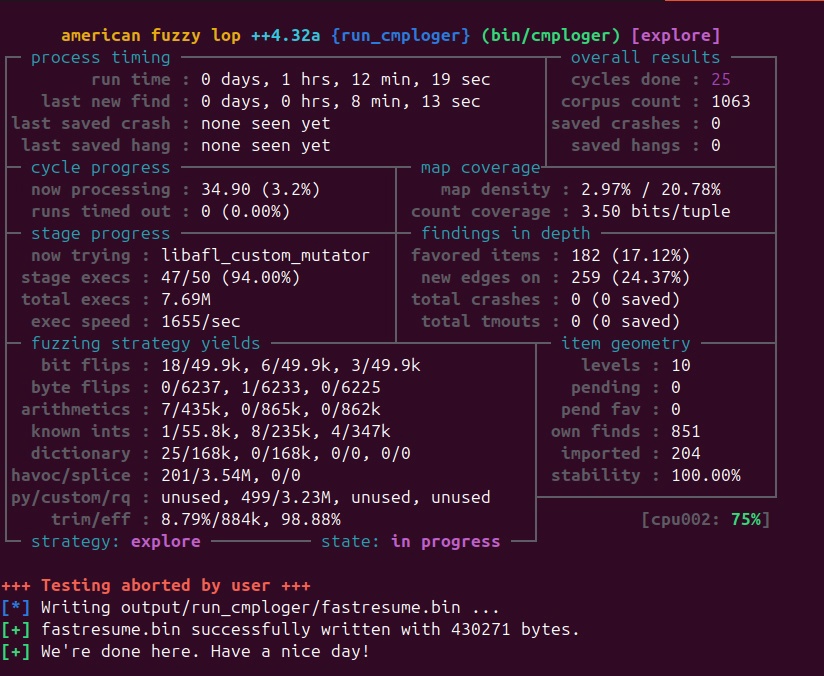 american fuzzy lop ++4.32a {run_cmploger} (bin/cmploger) [explore]
process timing
overall results
run time : 0 days, 1 hrs, 12 min, 19 sec
cycles done : 25
last new find : 0 days, 0 hrs, 8 min, 13 sec
corpus count : 1063
last saved crash : none seen yet
saved crashes : 0
last saved hang : none seen yet
saved hangs : 0
cycle progress
map coverage
now processing : 34.90 (3.2%)
map density : 2.97% / 20.78%
runs timed out : 0 (0.00%)
count coverage : 3.50 bits/tuple
stage progress
findings in depth
now trying : libafl_custom_mutator
favored items : 182 (17.12%)
stage execs : 47/50 (94.00%)
new edges on : 259 (24.37%)
total execs : 7.69M
total crashes : 0 (0 saved)
exec speed : 1655/sec
total tmouts : 0 (0 saved)
fuzzing strategy yields
item geometry
bit flips : 18/49.9k, 6/49.9k, 3/49.9k
levels : 10
byte flips : 0/6237, 1/6233, 0/6225
pending : 0
arithmetics : 7/435k, 0/865k, 0/862k
pend fav : 0
known ints : 1/55.8k, 8/235k, 4/347k
own finds : 851
dictionary : 25/168k, 0/168k, 0/0, 0/0
imported : 204
havoc/splice : 201/3.54M, 0/0
stability : 100.00%
py/custom/rq : unused, 499/3.23M, unused, unused
trim/eff : 8.79%/884k, 98.88%
[cpu002: 75%]
strategy: explore
state: in progress
+++ Testing aborted by user +++
[*] Writing output/run_cmploger/fastresume.bin ...
[+] fastresume.bin successfully written with 430271 bytes.
[+] We're done here. Have a nice day!